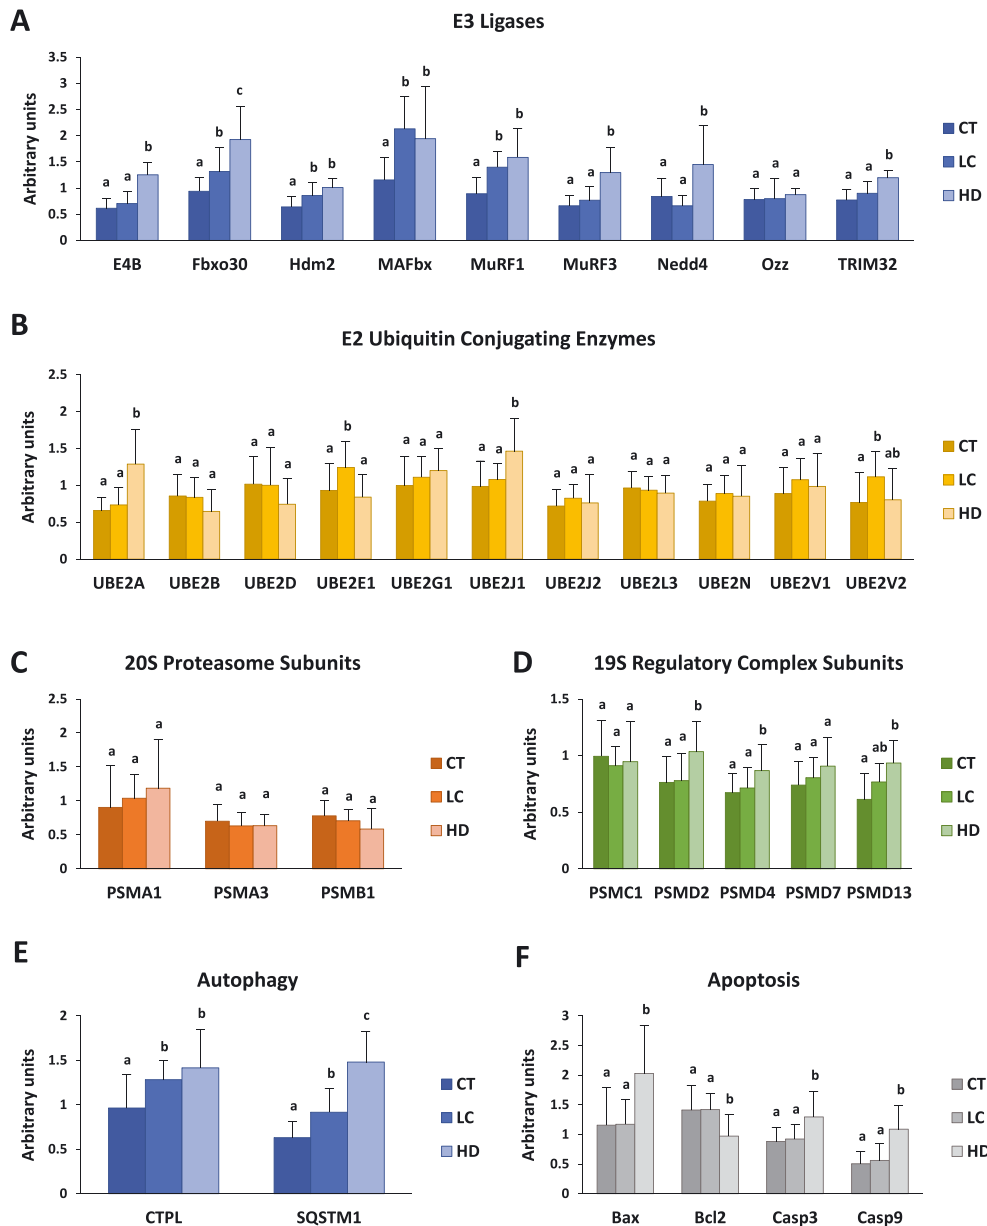 A
E3 Ligases
Arbitrary units
3.5
3
2.5
2
1.5
1
0.5
0
a a b
a b c
a b b
a b b
a b b
a a b
a a b
a a a
a a b
E4B Fbxo30 Hdm2 MAFbx MuRF1 MuRF3 Nedd4 Ozz TRIM32
CT
LC
HD
B
E2 Ubiquitin Conjugating Enzymes
Arbitrary units
2.5
2
1.5
1
0.5
0
a a b
a a a
a a a
a b a
a a a
a a b
a a a
a a a
a a a
a a a
a b ab
UBE2A UBE2B UBE2D UBE2E1 UBE2G1 UBE2J1 UBE2J2 UBE2L3 UBE2N UBE2V1 UBE2V2
CT
LC
HD
C
20S Proteasome Subunits
Arbitrary units
2.5
2
1.5
1
0.5
0
a a a
a a a
a a a
PSMA1 PSMA3 PSMB1
CT
LC
HD
D
19S Regulatory Complex Subunits
Arbitrary units
1.5
1
0.5
0
a a a
a a b
a a b
a a a
a ab b
PSMC1 PSMD2 PSMD4 PSMD7 PSMD13
CT
LC
HD
E
Autophagy
Arbitrary units
2
1.5
1
0.5
0
a b b
a b c
CTPL SQSTM1
CT
LC
HD
F
Apoptosis
Arbitrary units
3
2.5
2
1.5
1
0.5
0
a a b
a a b
a a b
a a b
Bax Bcl2 Casp3 Casp9
CT
LC
HD